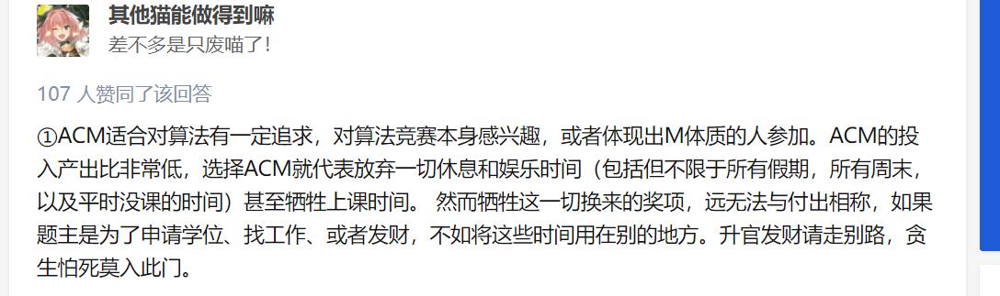 其他猫能做得到嘛
差不多是只废喵了!
107 人赞同了该回答
①ACM适合对算法有一定追求，对算法竞赛本身感兴趣，或者体现出M体质的人参加。ACM的投
入产出比非常低，选择ACM就代表放弃一切休息和娱乐时间（包括但不限于所有假期，所有周末，
以及平时没课的时间）甚至牺牲上课时间。 然而牺牲这一切换来的奖项，远无法与付出相称，如果
题主是为了申请学位、找工作、或者发财，不如将这些时间用在别的地方。升官发财请走别路，贪
生怕死莫入此门。